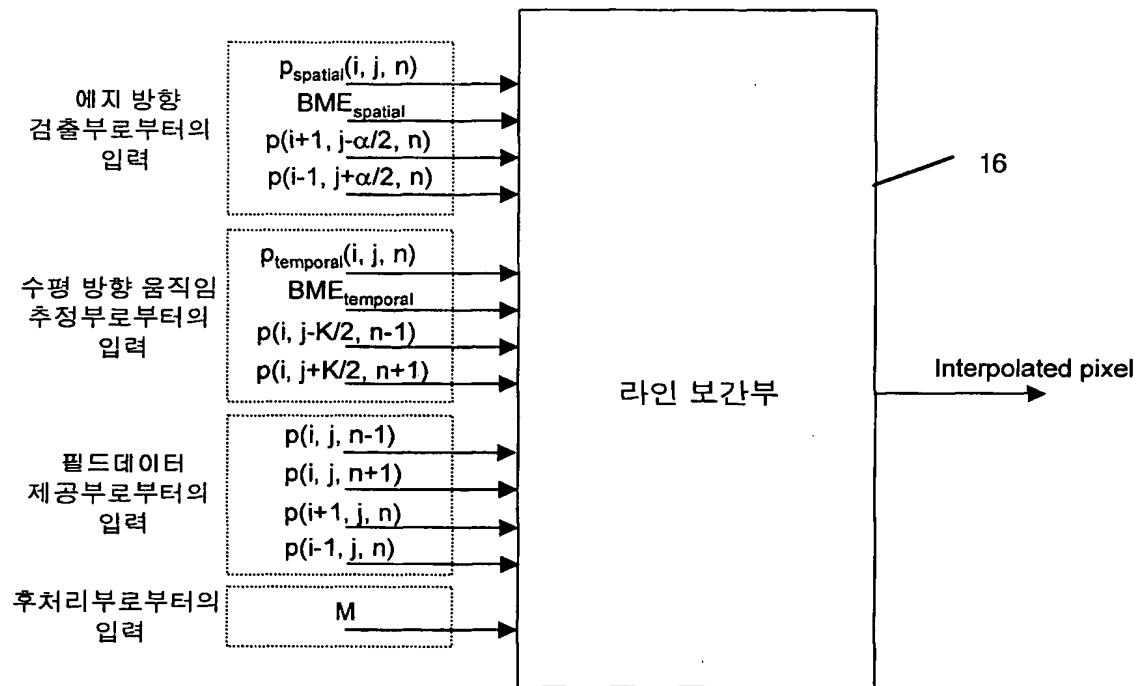 에지 방향
검출부로부터의
입력
p_spatial(i, j, n)
BME_spatial
p(i+1, j-α/2, n)
p(i-1, j+α/2, n)
수평 방향 움직임
추정부로부터의
입력
p_temporal(i, j, n)
BME_temporal
p(i, j-K/2, n-1)
p(i, j+K/2, n+1)
필드데이터
제공부로부터의
입력
p(i, j, n-1)
p(i, j, n+1)
p(i+1, j, n)
p(i-1, j, n)
후처리부로부터의
입력
M
라인 보간부
16
Interpolated pixel